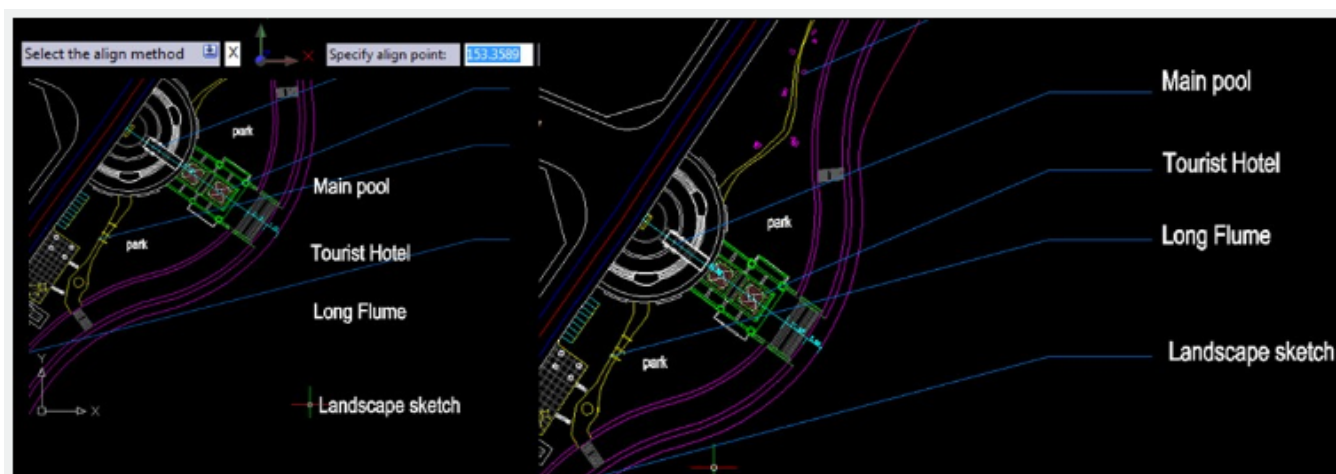 Select the align method X
X
Specify align point: 153.3589
park
Main pool
park
Tourist Hotel
Long Flume
Y
X
Landscape sketch
Main pool
Tourist Hotel
park
Long Flume
park
Landscape sketch